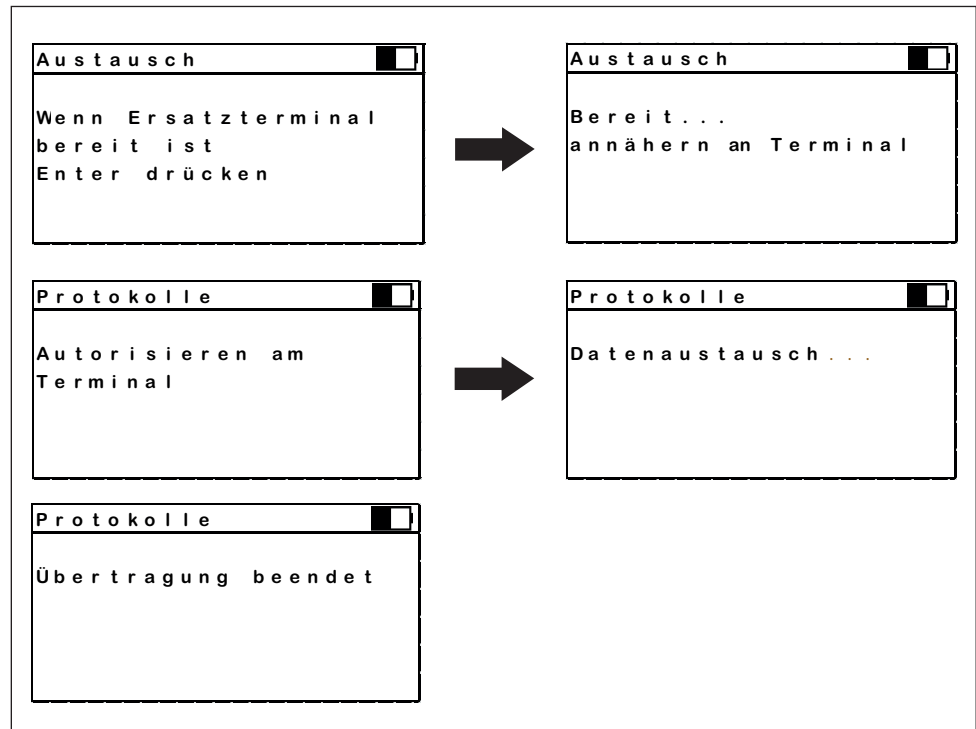 Austausch
Wenn Ersatzterminal
bereit ist
Enter drücken
Austausch
Bereit...
annähern an Terminal
Protokolle
Autorisieren am
Terminal
Protokolle
Datenaustausch...
Protokolle
Übertragung beendet